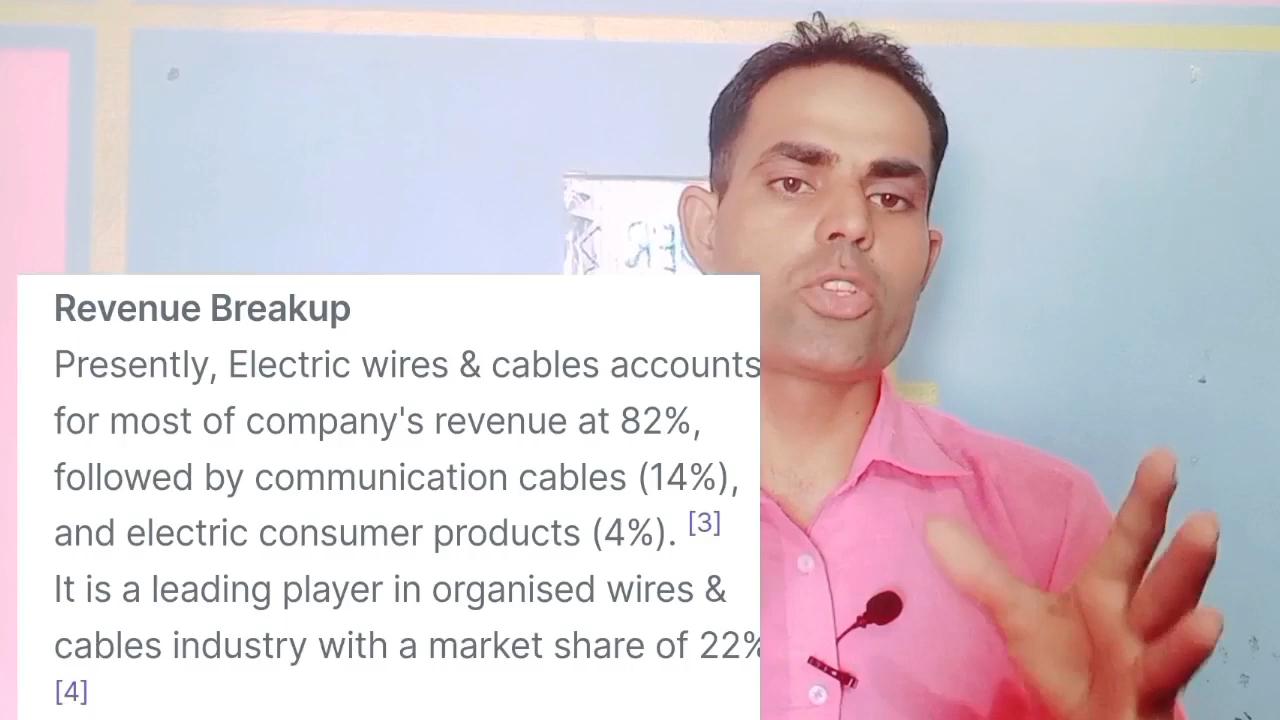 Revenue Breakup
Presently, Electric wires & cables accounts
for most of company's revenue at 82%,
followed by communication cables (14%),
and electric consumer products (4%). [3]
It is a leading player in organised wires &
cables industry with a market share of 22%
[4]